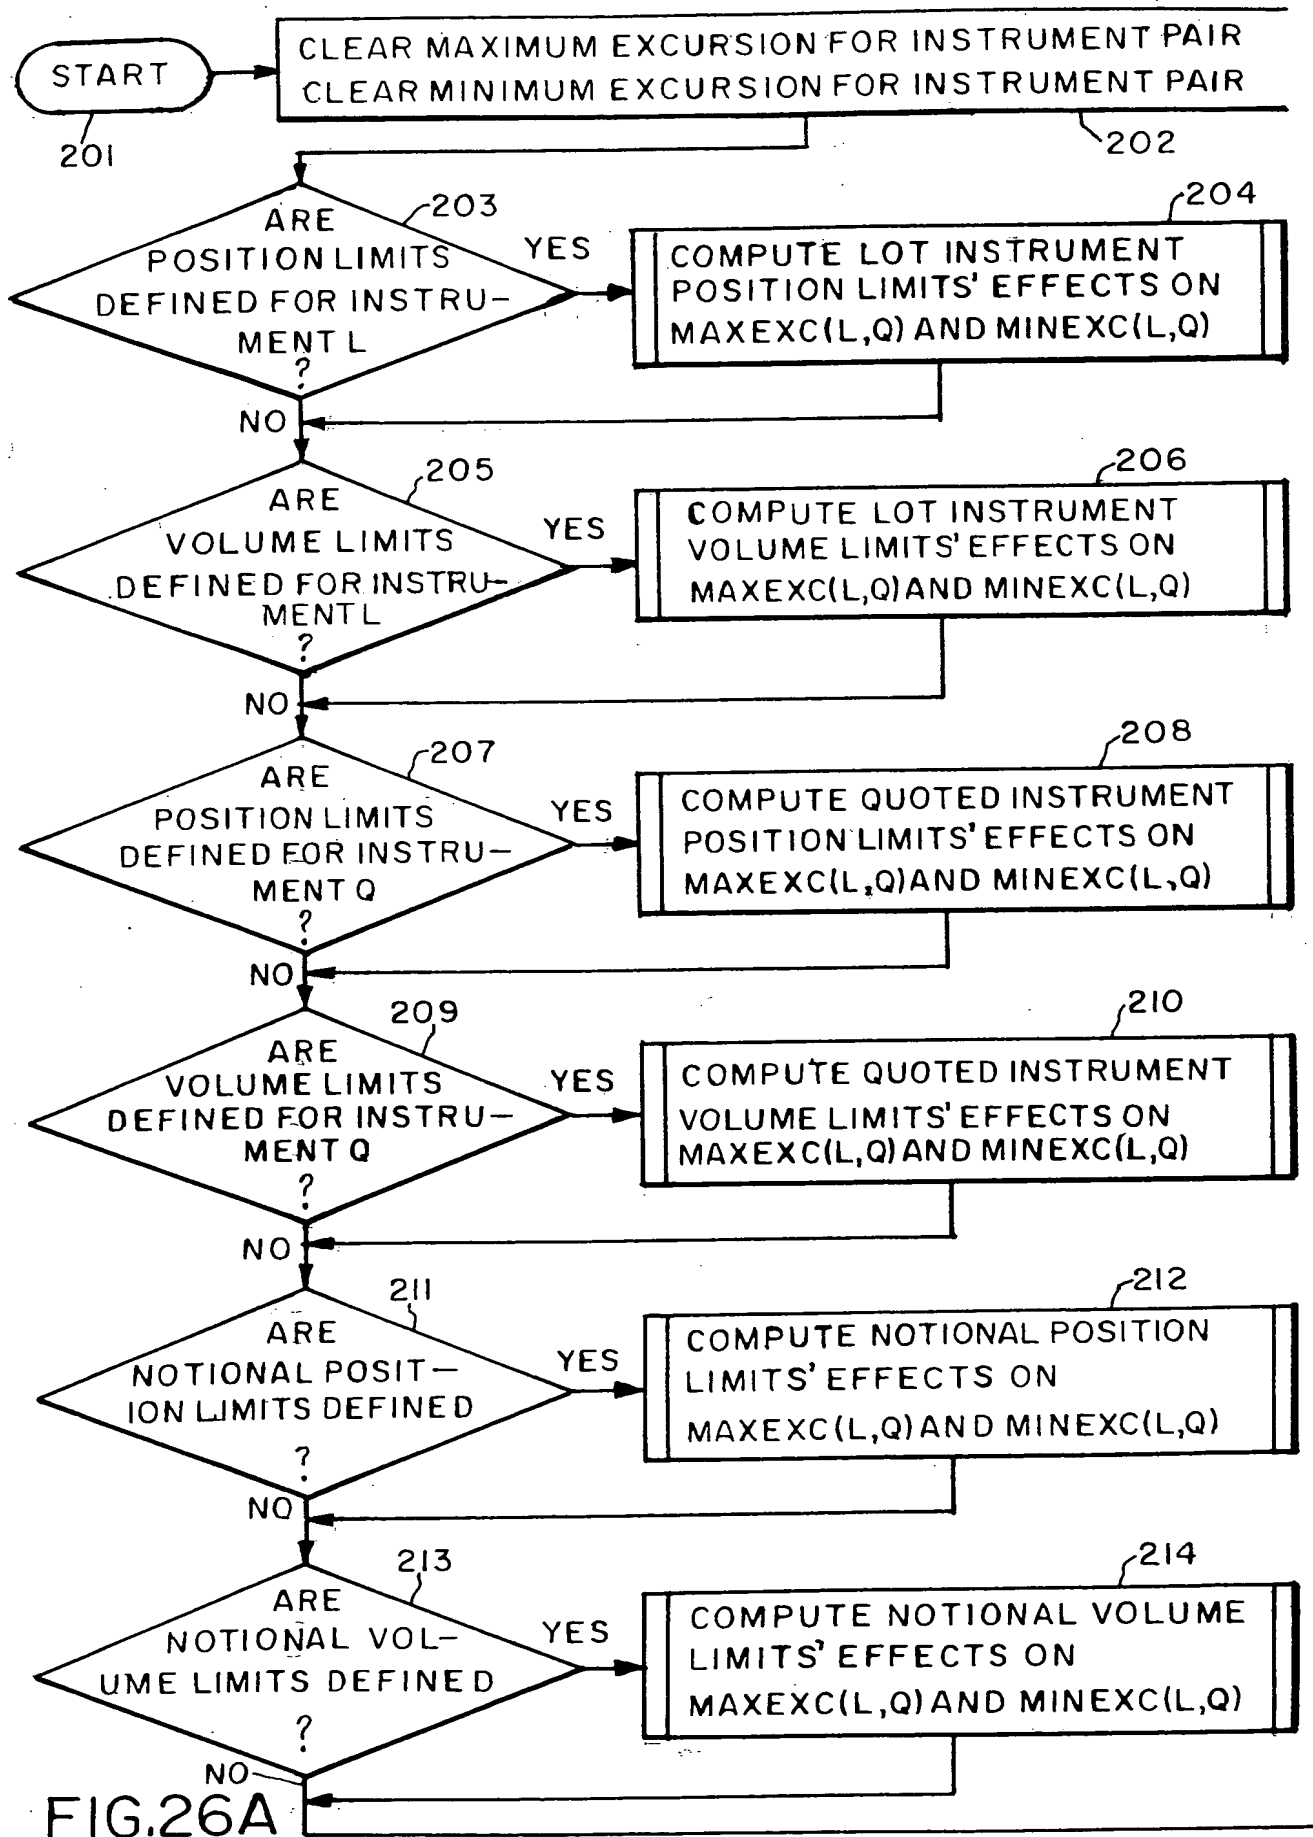 START
201
CLEAR MAXIMUM EXCURSION FOR INSTRUMENT PAIR
CLEAR MINIMUM EXCURSION FOR INSTRUMENT PAIR
202
203
ARE
POSITION LIMITS
DEFINED FOR INSTRU-
MENT L
?
YES
NO
204
COMPUTE LOT INSTRUMENT
POSITION LIMITS' EFFECTS ON
MAXEXC(L,Q) AND MINEXC(L,Q)
205
ARE
VOLUME LIMITS
DEFINED FOR INSTRU-
MENT L
?
YES
NO
206
COMPUTE LOT INSTRUMENT
VOLUME LIMITS' EFFECTS ON
MAXEXC(L,Q) AND MINEXC(L,Q)
207
ARE
POSITION LIMITS
DEFINED FOR INSTRU-
MENT Q
?
YES
NO
208
COMPUTE QUOTED INSTRUMENT
POSITION LIMITS' EFFECTS ON
MAXEXC(L,Q) AND MINEXC(L,Q)
209
ARE
VOLUME LIMITS
DEFINED FOR INSTRU-
MENT Q
?
YES
NO
210
COMPUTE QUOTED INSTRUMENT
VOLUME LIMITS' EFFECTS ON
MAXEXC(L,Q) AND MINEXC(L,Q)
211
ARE
NOTIONAL POSIT-
ION LIMITS DEFINED
?
YES
NO
212
COMPUTE NOTIONAL POSITION
LIMITS' EFFECTS ON
MAXEXC(L,Q) AND MINEXC(L,Q)
213
ARE
NOTIONAL VOL-
UME LIMITS DEFINED
?
YES
NO
214
COMPUTE NOTIONAL VOLUME
LIMITS' EFFECTS ON
MAXEXC(L,Q) AND MINEXC(L,Q)
FIG.26A